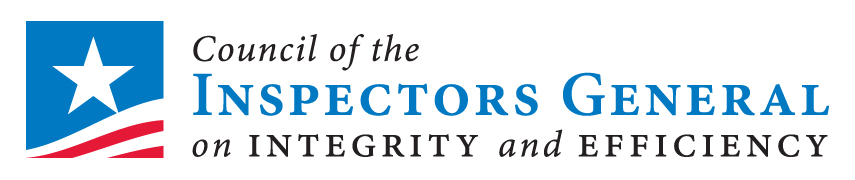 Council of the
INSPECTORS GENERAL
on INTEGRITY and EFFICIENCY